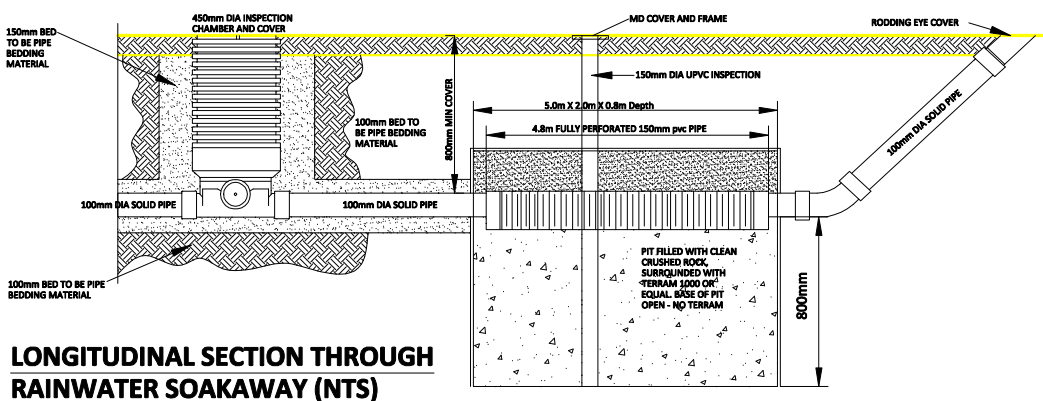 450mm DIA INSPECTION
CHAMBER AND COVER
MD COVER AND FRAME
RODDING EYE COVER
150mm BED
TO BE PIPE
BEDDING
MATERIAL
150mm DIA UPVC INSPECTION
800mm MIN COVER
5.0m X 2.0m X 0.8m Depth
100mm BED TO
BE PIPE BEDDING
MATERIAL
4.8m FULLY PERFORATED 150mm pvc PIPE
100mm DIA SOLID PIPE
100mm DIA SOLID PIPE
100mm DIA SOLID PIPE
PIT FILLED WITH CLEAN
CRUSHED ROCK,
SURROUNDED WITH
TERRAM 1000 OR
EQUAL. BASE OF PIT
OPEN - NO TERRAM
800mm
100mm BED TO BE PIPE
BEDDING MATERIAL
LONGITUDINAL SECTION THROUGH
RAINWATER SOAKAWAY (NTS)